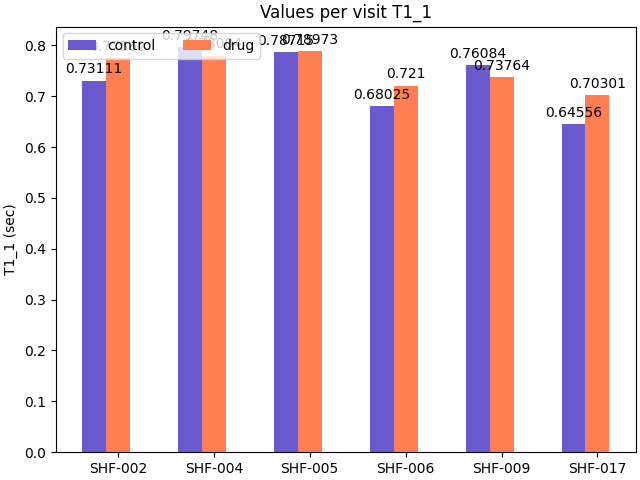 Values per visit T1_1
control
drug
0.73111
0.79748
0.78715
0.78973
0.68025
0.721
0.76084
0.73764
0.64556
0.70301
T1_1 (sec)
0.8
0.7
0.6
0.5
0.4
0.3
0.2
0.1
0.0
SHF-002
SHF-004
SHF-005
SHF-006
SHF-009
SHF-017